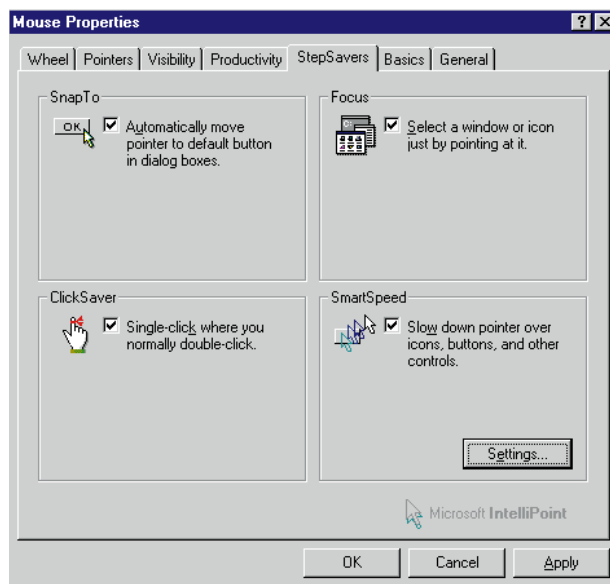 Mouse Properties
? ×
Wheel Pointers Visibility Productivity StepSavers Basics General
SnapTo
OK
Automatically move
pointer to default button
in dialog boxes.
Focus
Select a window or icon
just by pointing at it.
ClickSaver
Single-click where you
normally double-click.
SmartSpeed
Slow down pointer over
icons, buttons, and other
controls.
Settings...
Microsoft IntelliPoint
OK Cancel Apply